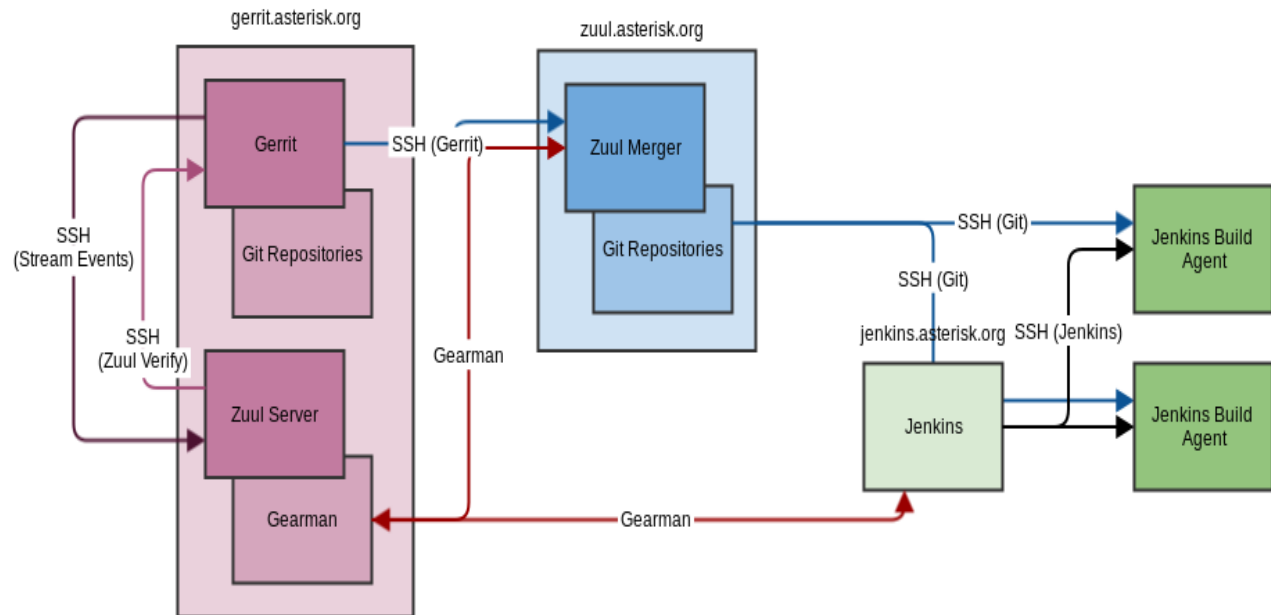 gerrit.asterisk.org
zuul.asterisk.org
Gerrit
SSH (Gerrit)
Zuul Merger
Git Repositories
SSH
(Stream Events)
Git Repositories
SSH (Git)
Jenkins Build
Agent
SSH (Git)
SSH
(Zuul Verify)
Gearman
jenkins.asterisk.org
SSH (Jenkins)
Zuul Server
Jenkins
Jenkins Build
Agent
Gearman
Gearman